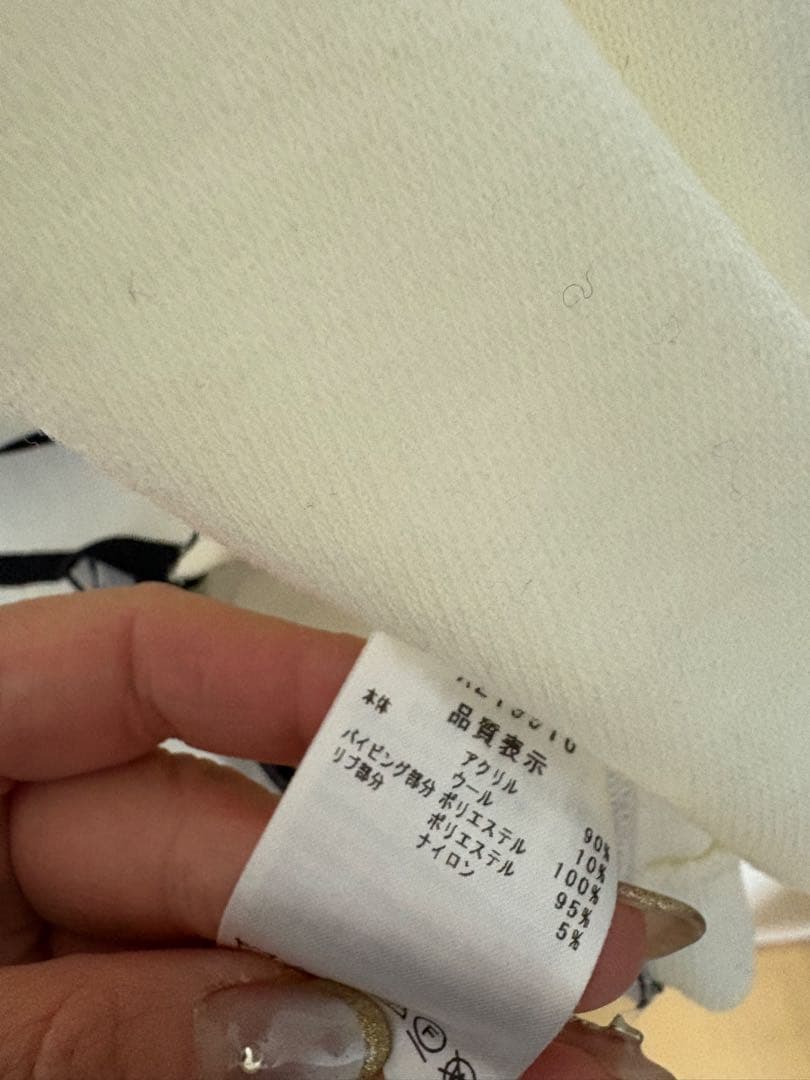 品質表示
本体 アクリル 90%
ウール 10%
パイピング部分 ポリエステル 100%
リブ部分 ポリエステル 95%
ナイロン 5%
F